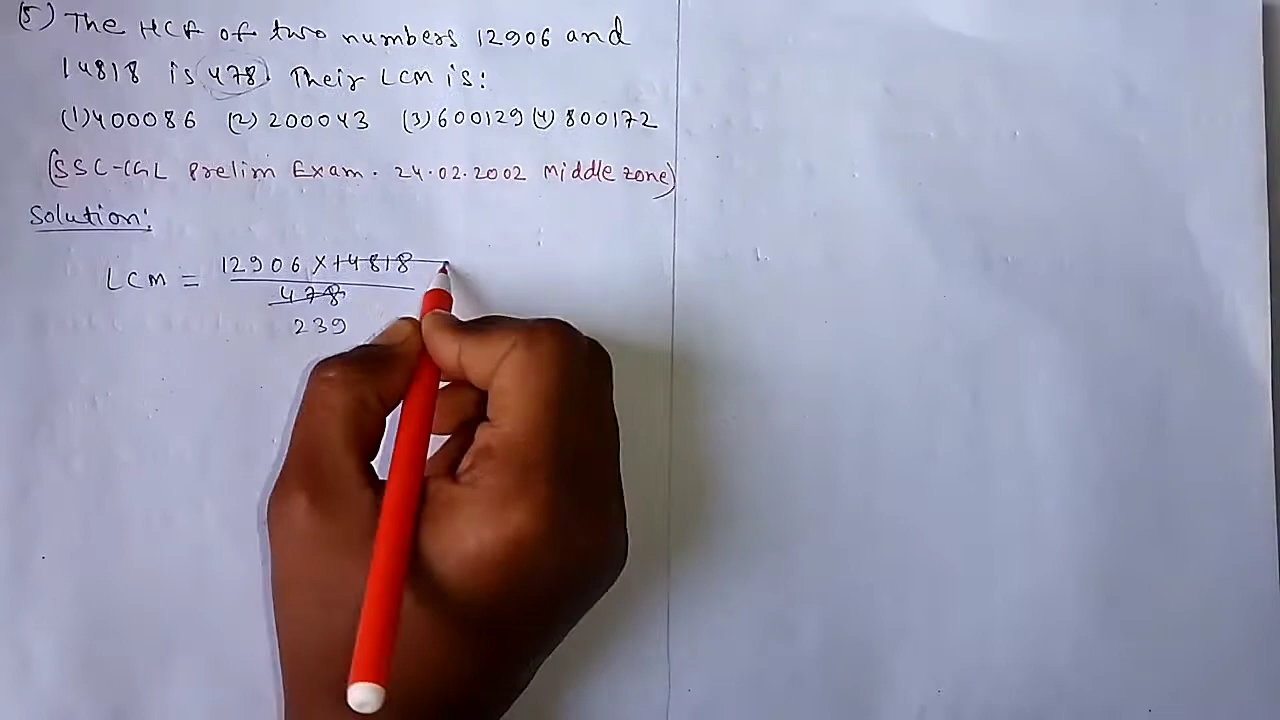 (5) The HCF of two numbers 12906 and
14818 is 478. Their LCM is:
(1) 400086 (2) 200043 (3) 600129 (4) 800172
(SSC-CGL Prelim Exam. 24.02.2002 Middle zone)
Solution:
LCM = 12906 × 14818
478
239